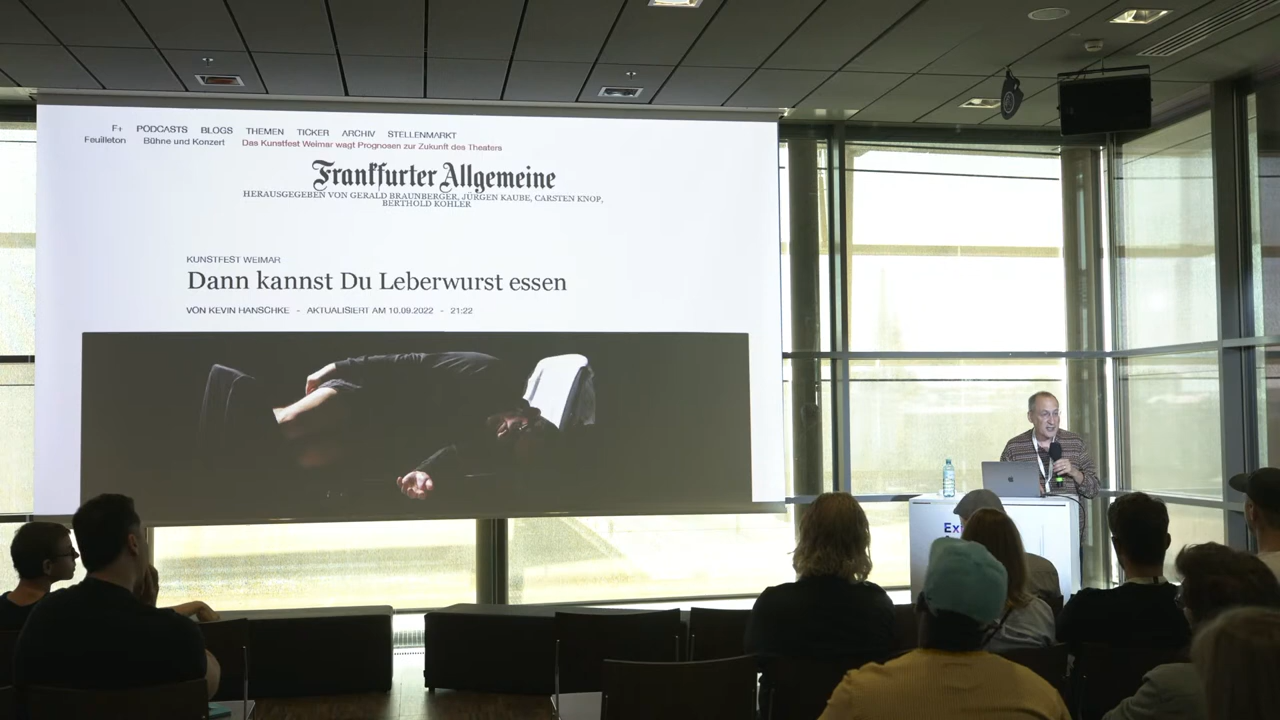 F+ PODCASTS BLOGS THEMEN TICKER ARCHIV STELLENMARKT
Feuilleton Bühne und Konzert Das Kunstfest Weimar wagt Prognosen zur Zukunft des Theaters
Frankfurter Allgemeine
HERAUSGEGEBEN VON GERALD BRAUNBERGER, JÜRGEN KAUBE, CARSTEN KNOP,
BERTHOLD KOHLER
KUNSTFEST WEIMAR
Dann kannst Du Leberwurst essen
VON KEVIN HANSCHKE - AKTUALISIERT AM 10.09.2022 - 21:22